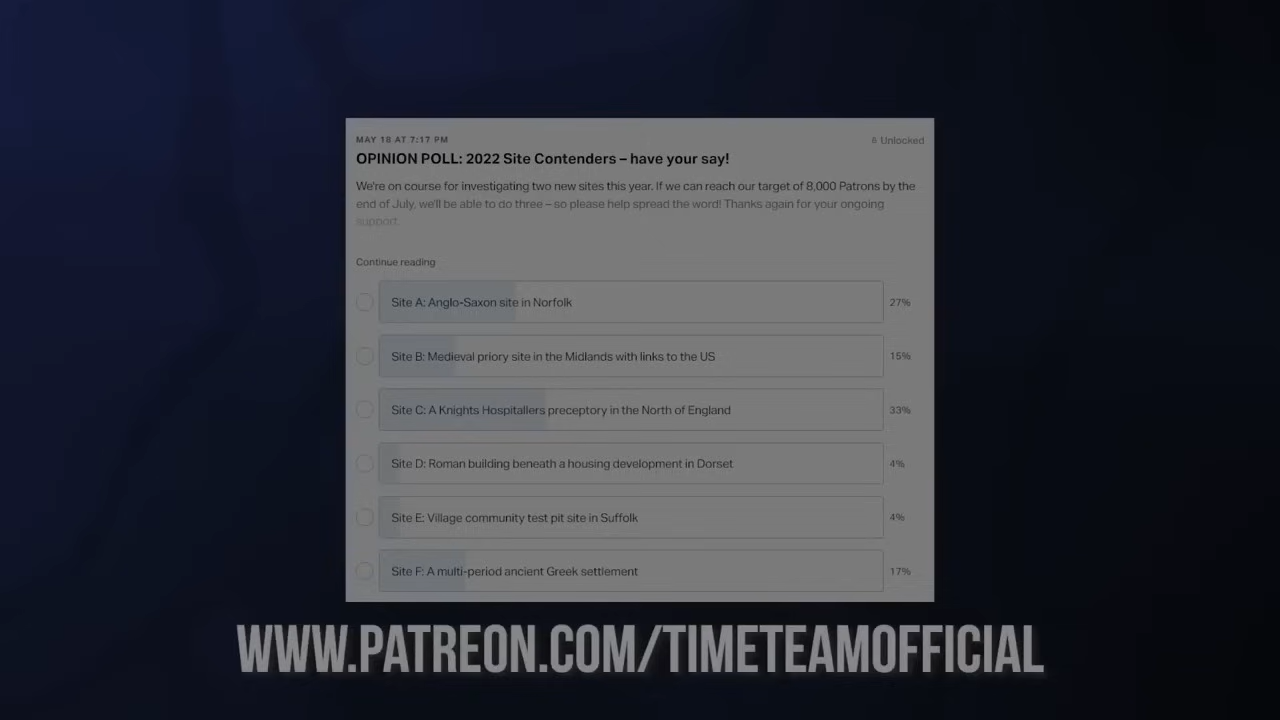 MAY 18 AT 7:17 PM
Unlocked
OPINION POLL: 2022 Site Contenders – have your say!
We're on course for investigating two new sites this year. If we can reach our target of 8,000 Patrons by the
end of July, we'll be able to do three – so please help spread the word! Thanks again for your ongoing
support.
Continue reading
Site A: Anglo-Saxon site in Norfolk 27%
Site B: Medieval priory site in the Midlands with links to the US 15%
Site C: A Knights Hospitallers preceptory in the North of England 33%
Site D: Roman building beneath a housing development in Dorset 4%
Site E: Village community test pit site in Suffolk 4%
Site F: A multi-period ancient Greek settlement 17%
WWW.PATREON.COM/TIMETEAMOFFICIAL